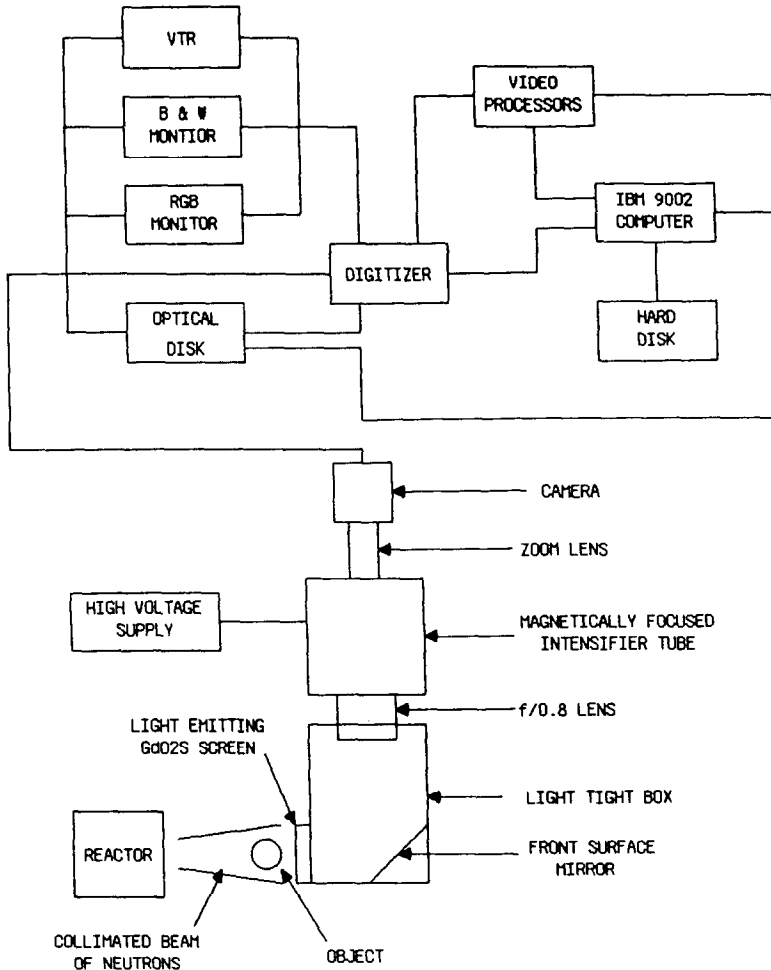 VTR
B & W
MONTIOR
RGB
MONITOR
OPTICAL
DISK
DIGITIZER
VIDEO
PROCESSORS
IBM 9002
COMPUTER
HARD
DISK
CAMERA
ZOOM LENS
HIGH VOLTAGE
SUPPLY
MAGNETICALLY FOCUSED
INTENSIFIER TUBE
f/0.8 LENS
LIGHT EMITTING
GdO2S SCREEN
LIGHT TIGHT BOX
REACTOR
FRONT SURFACE
MIRROR
COLLIMATED BEAM
OF NEUTRONS
OBJECT